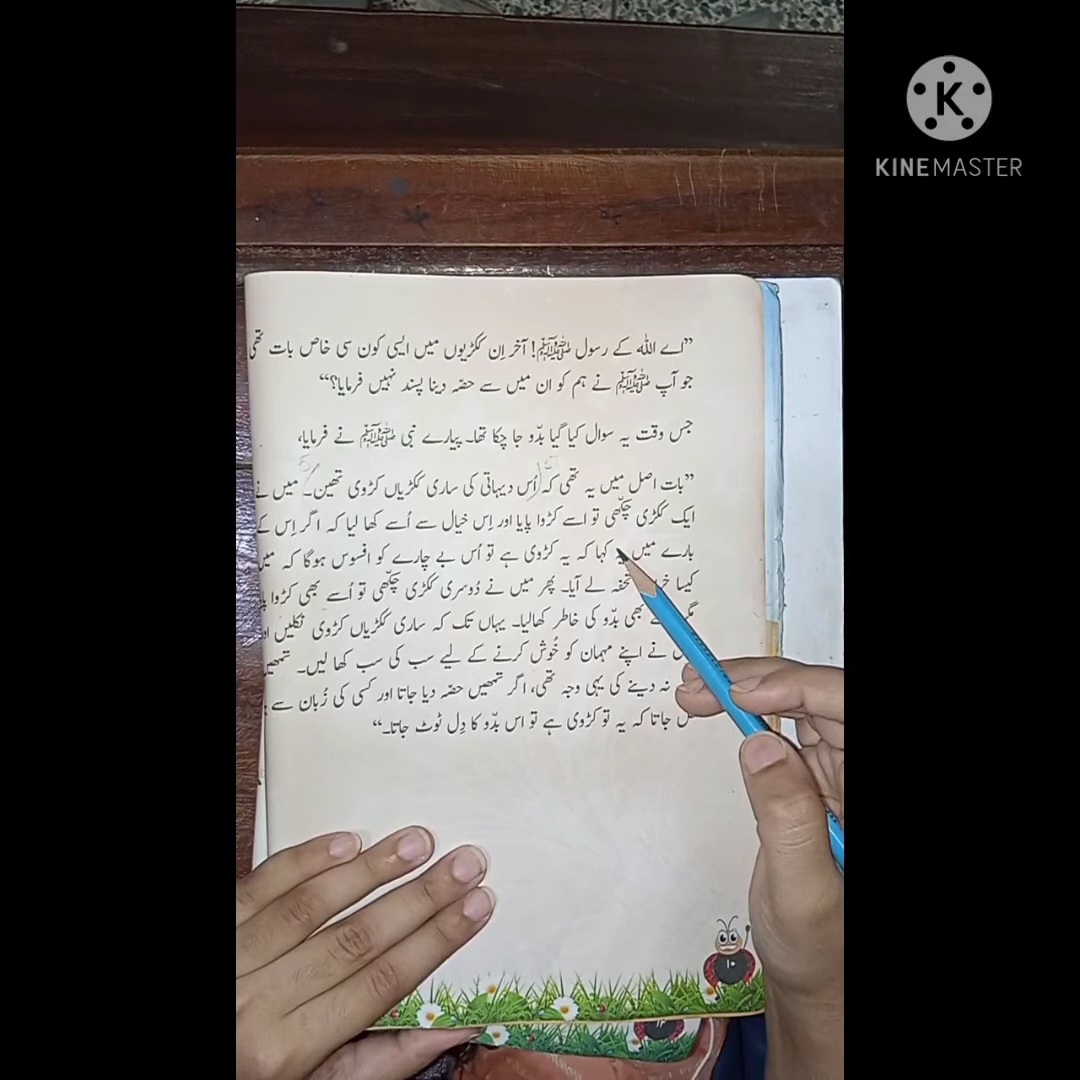 KINEMASTER
”اے اللہ کے رسول ﷺ! آخر اِن ککڑیوں میں ایسی کون سی خاص بات تھی
جو آپ ﷺ نے ہم کو ان میں سے حصّہ دینا پسند نہیں فرمایا؟“
جس وقت یہ سوال کیا گیا بدّو جا چکا تھا۔ پیارے نبی ﷺ نے فرمایا،
”بات اصل میں یہ تھی کہ اُس دیہاتی کی ساری ککڑیاں کڑوی تھین۔ میں نے
ایک ککڑی چکّھی تو اسے کڑوا پایا اور اِس خیال سے اُسے کھا لیا کہ اگر اِس کے
بارے میں کہا کہ یہ کڑوی ہے تو اُس بے چارے کو افسوس ہوگا کہ میں
کیسا تحفہ لے آیا۔ پھر میں نے دُوسری ککڑی چکّھی تو اُسے بھی کڑوا
بھی بدّو کی خاطر کھالیا۔ یہاں تک کہ ساری ککڑیاں کڑوی نکلیں
نے اپنے مہمان کو خُوش کرنے کے لیے سب کی سب کھا لیں۔ تمھیں
نہ دینے کی یہی وجہ تھی، اگر تمھیں حصّہ دیا جاتا اور کسی کی زُبان سے
جاتا کہ یہ تو کڑوی ہے تو اس بدّو کا دِل ٹوٹ جاتا۔“
۱۰